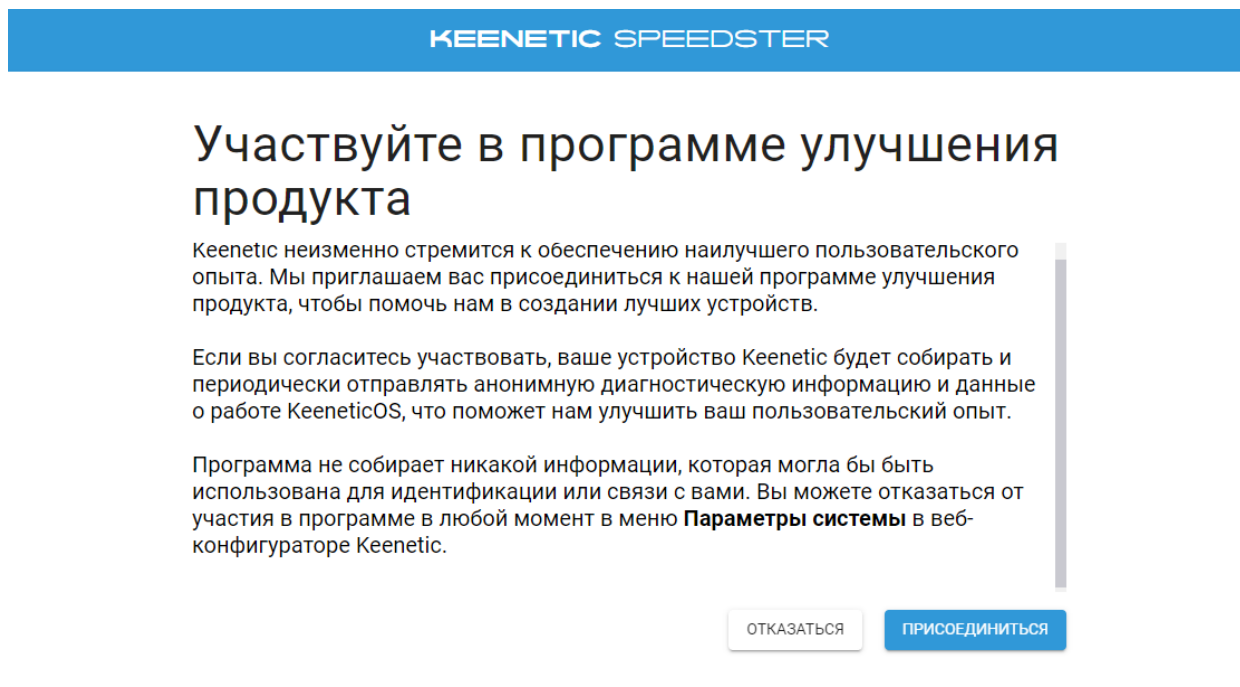 KEENETIC SPEEDSTER
Участвуйте в программе улучшения
продукта
Keenetic неизменно стремится к обеспечению наилучшего пользовательского
опыта. Мы приглашаем вас присоединиться к нашей программе улучшения
продукта, чтобы помочь нам в создании лучших устройств.
Если вы согласитесь участвовать, ваше устройство Keenetic будет собирать и
периодически отправлять анонимную диагностическую информацию и данные
о работе KeeneticOS, что поможет нам улучшить ваш пользовательский опыт.
Программа не собирает никакой информации, которая могла бы быть
использована для идентификации или связи с вами. Вы можете отказаться от
участия в программе в любой момент в меню Параметры системы в веб-
конфигураторе Keenetic.
ОТКАЗАТЬСЯ
ПРИСОЕДИНИТЬСЯ